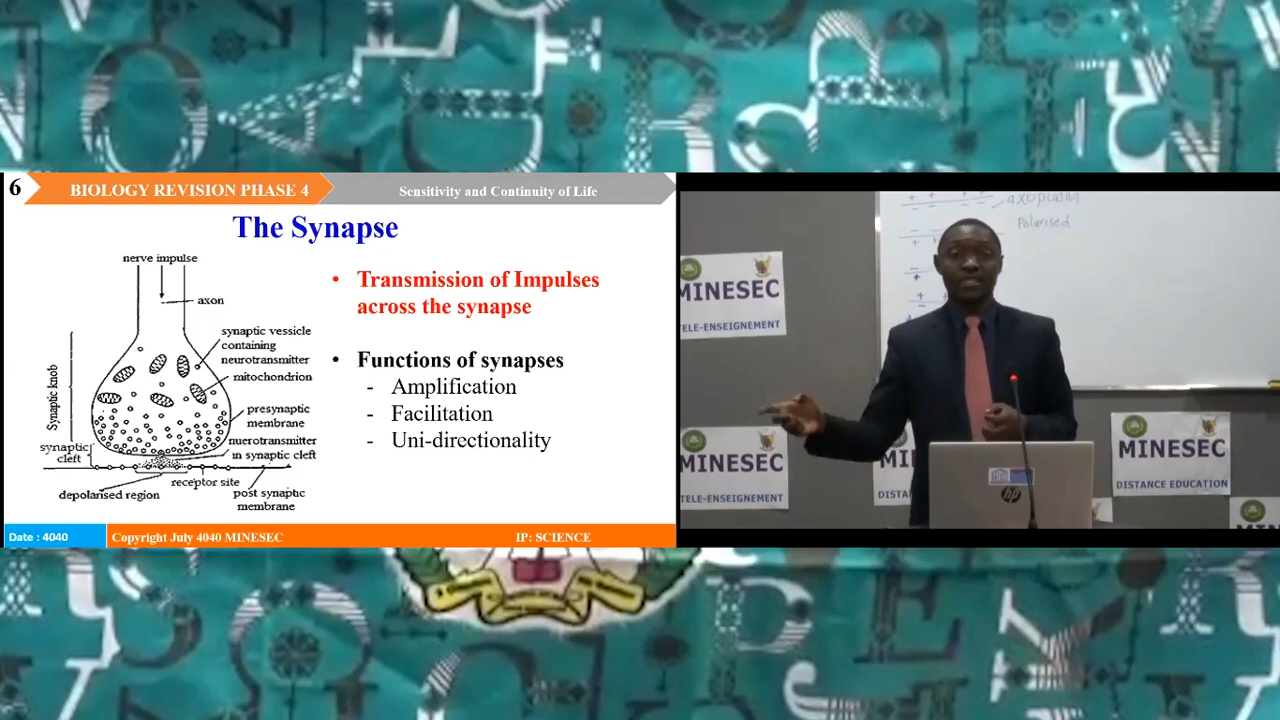 6
BIOLOGY REVISION PHASE 4
Sensitivity and Continuity of Life
The Synapse
nerve impulse
axon
synaptic vessicle
containing
neurotransmitter
mitachondrion
presynaptic
membrane
nuerotransmitter
in synaptic cleft
Synaptic knob
synaptic
cleft
receptor site
depolarised region
post synaptic
membrane
• Transmission of Impulses
across the synapse
• Functions of synapses
- Amplification
- Facilitation
- Uni-directionality
Date : 4040
Copyright July 4040 MINESEC
IP: SCIENCE
axoplasm
Polarised
MINESEC
TELE-ENSEIGNEMENT
MINESEC
TELE-ENSEIGNEMENT
MINESEC
DISTANCE EDUCATION
hp